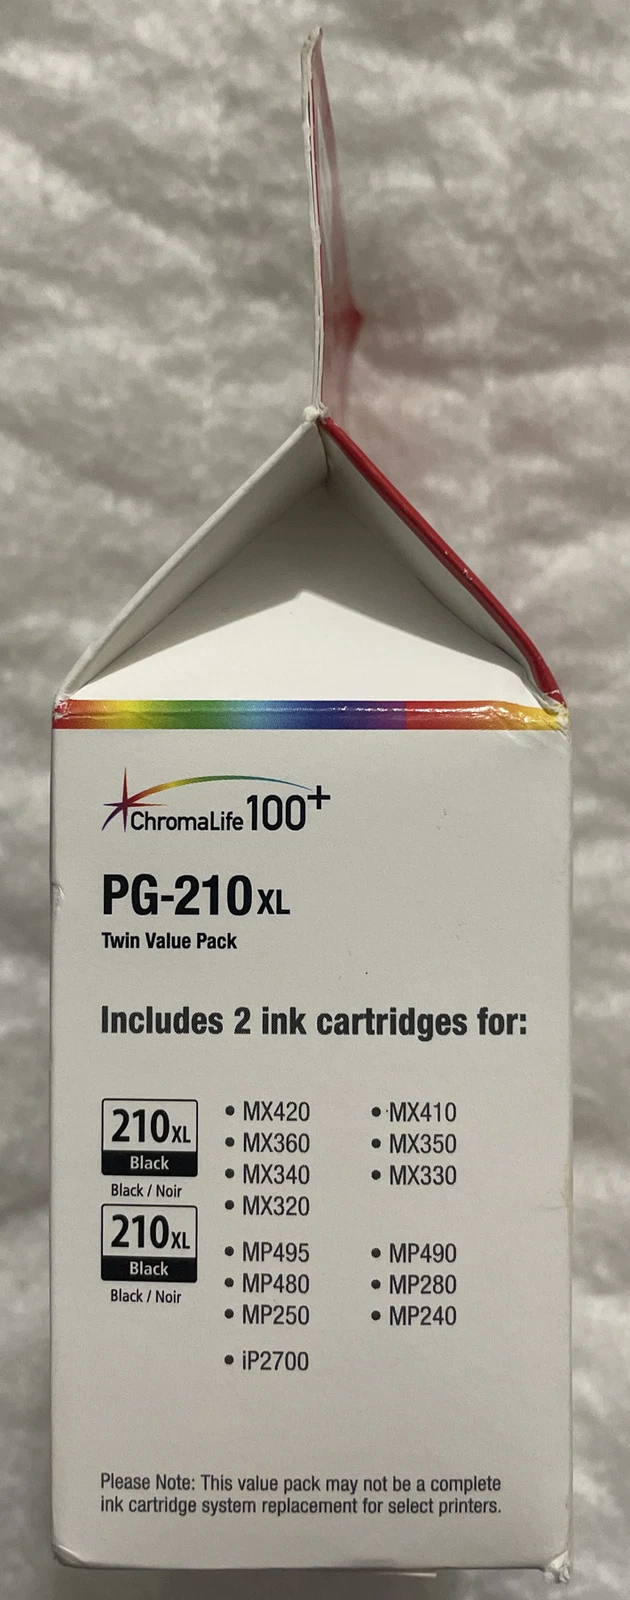 ChromaLife100+
PG-210XL
Twin Value Pack
Includes 2 ink cartridges for:
210XL
Black
Black / Noir
210XL
Black
Black / Noir
• MX420
• MX360
• MX340
• MX320
• MX410
• MX350
• MX330
• MP495
• MP480
• MP250
• MP490
• MP280
• MP240
• iP2700
Please Note: This value pack may not be a complete
ink cartridge system replacement for select printers.